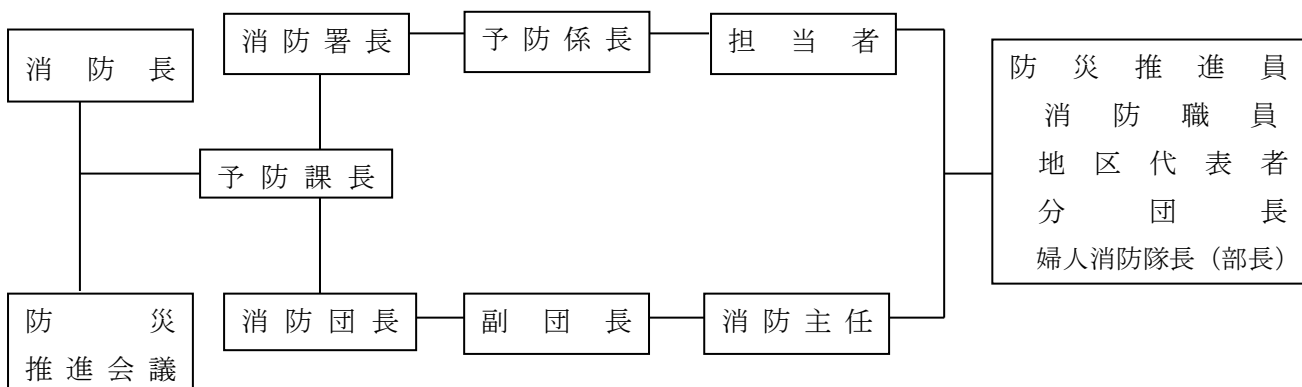 消防長
消防署長
予防係長
担当者
予防課長
消防団長
副団長
消防主任
防災
推進会議
防災推進員
消防職員
地区代表者
分団長
婦人消防隊長（部長）